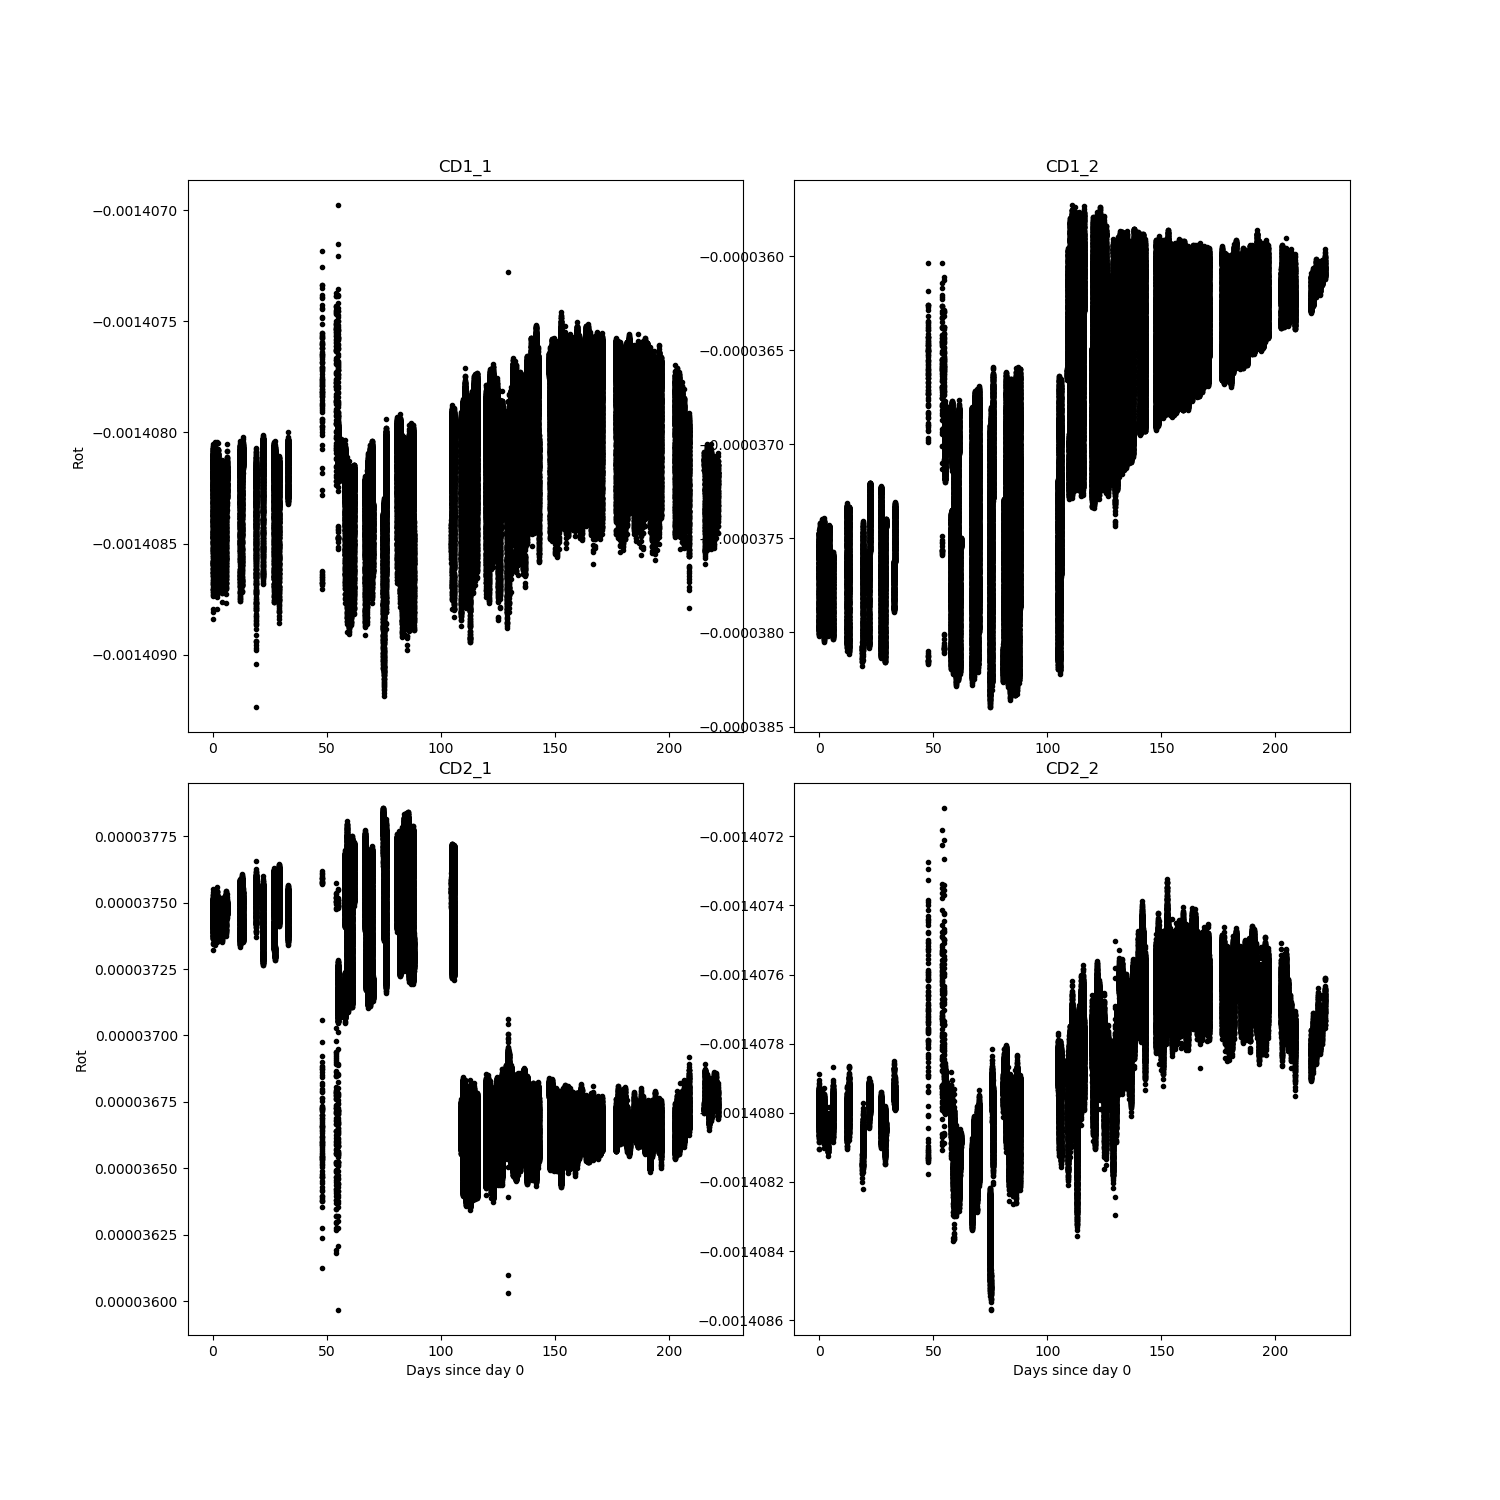 CD1_1
CD1_2
−0.0014070
−0.0014075
−0.0014080
−0.0014085
−0.0014090
Rot
0 50 100 150 200
−0.0000360
−0.0000365
−0.0000370
−0.0000375
−0.0000380
−0.0000385
0 50 100 150 200
CD2_1
CD2_2
0.00003775
0.00003750
0.00003725
0.00003700
0.00003675
0.00003650
0.00003625
0.00003600
Rot
0 50 100 150 200
Days since day 0
−0.0014072
−0.0014074
−0.0014076
−0.0014078
−0.0014080
−0.0014082
−0.0014084
−0.0014086
0 50 100 150 200
Days since day 0